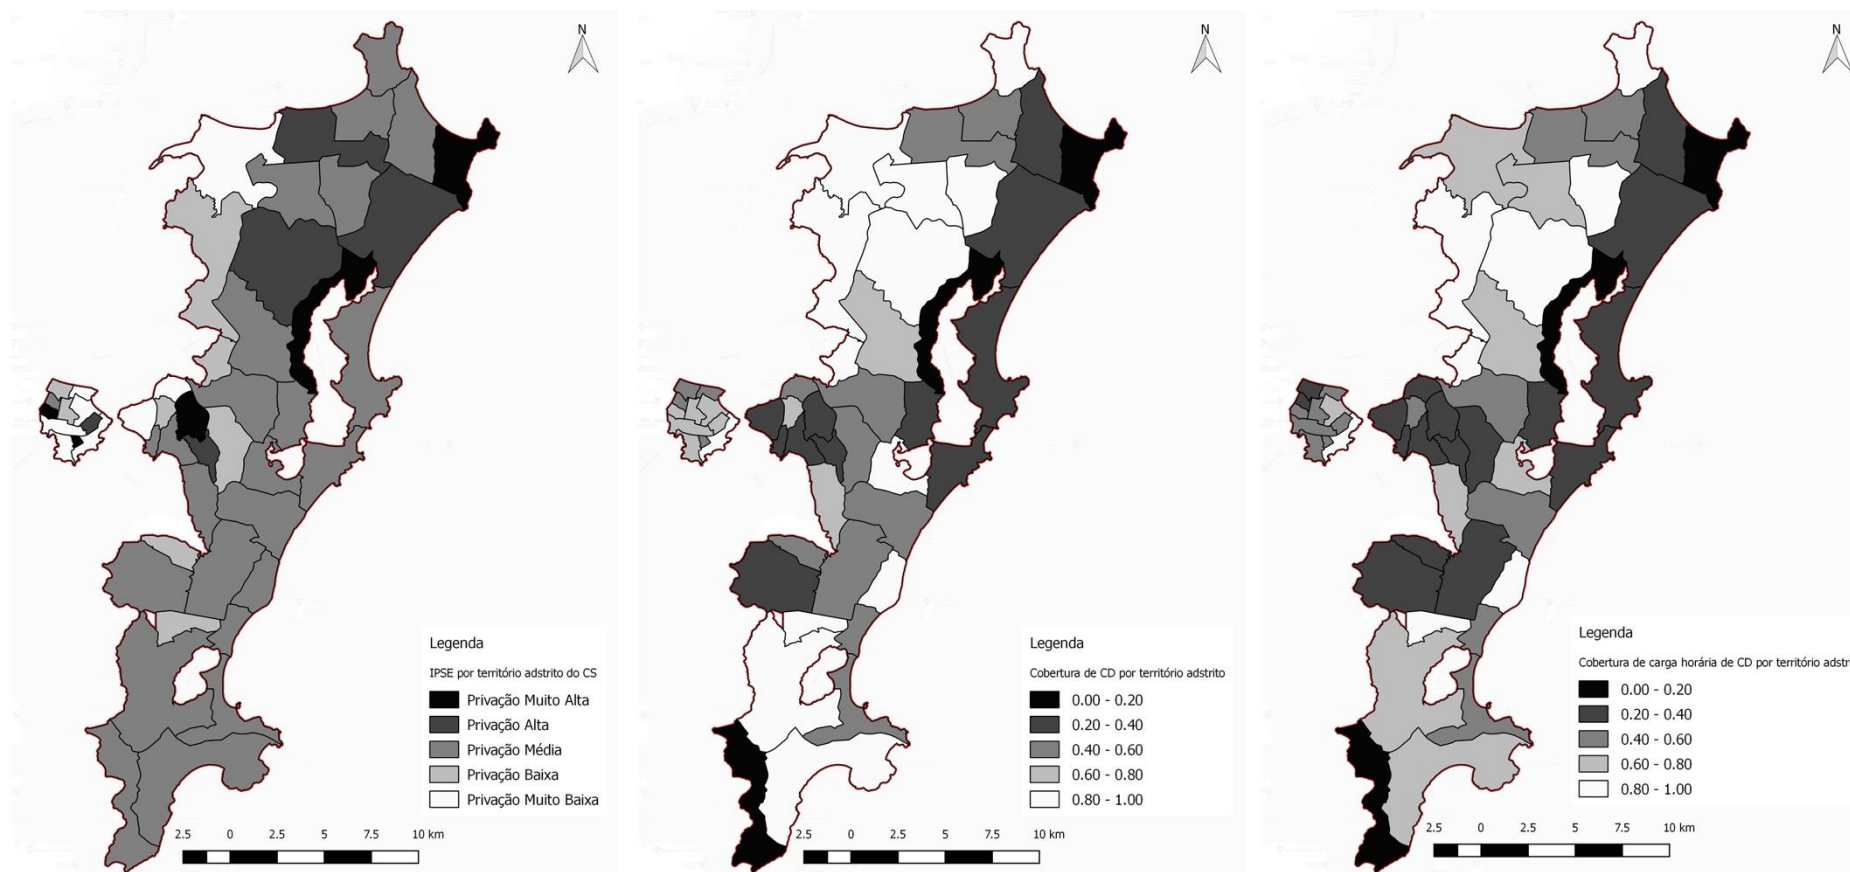 N
Legenda
IPSE por território adstrito do CS
Privação Muito Alta
Privação Alta
Privação Média
Privação Baixa
Privação Muito Baixa
2.5 0 2.5 5 7.5 10 km
N
Legenda
Cobertura de CD por território adstrito
0.00 - 0.20
0.20 - 0.40
0.40 - 0.60
0.60 - 0.80
0.80 - 1.00
2.5 0 2.5 5 7.5 10 km
N
Legenda
Cobertura de carga horária de CD por território adstri
0.00 - 0.20
0.20 - 0.40
0.40 - 0.60
0.60 - 0.80
0.80 - 1.00
2.5 0 2.5 5 7.5 10 km